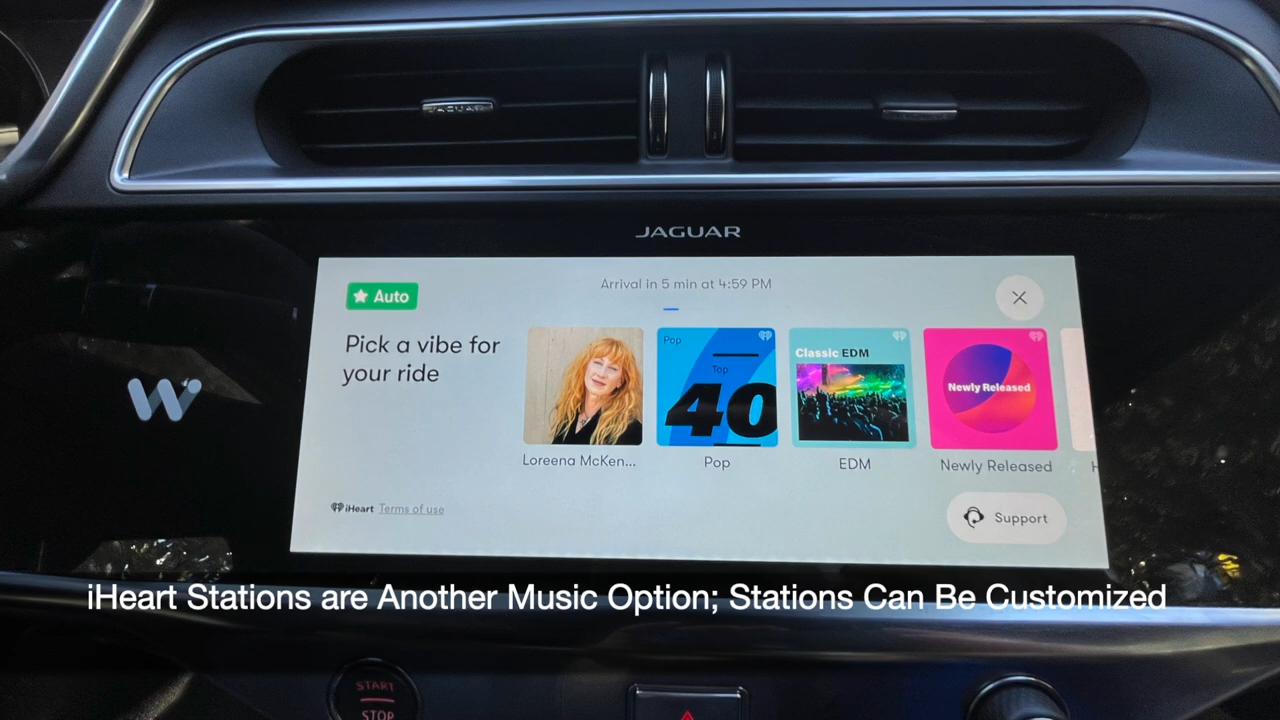 JAGUAR
JAGUAR
Auto
Arrival in 5 min at 4:59 PM
Pick a vibe for
your ride
Pop
Top
40
Classic EDM
Newly Released
Loreena McKen...
Pop
EDM
Newly Released
H
iHeart Terms of use
Support
iHeart Stations are Another Music Option; Stations Can Be Customized
START
STOP